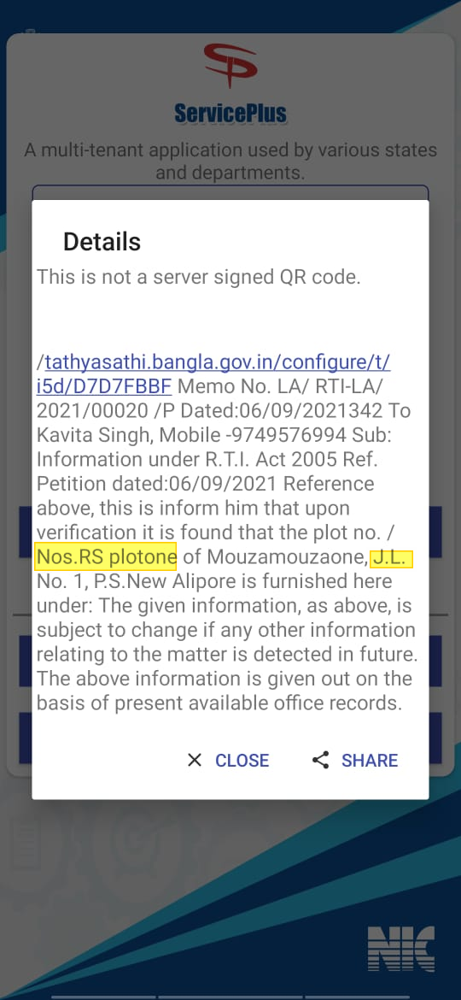 ServicePlus
A multi-tenant application used by various states
and departments.
Details
This is not a server signed QR code.
/tathyasathi.bangla.gov.in/configure/t/
i5d/D7D7FBBF Memo No. LA/ RTI-LA/
2021/00020 /P Dated:06/09/2021342 To
Kavita Singh, Mobile -9749576994 Sub:
Information under R.T.I. Act 2005 Ref.
Petition dated:06/09/2021 Reference
above, this is inform him that upon
verification it is found that the plot no. /
Nos.RS plotone of Mouzamouzaone, J.L.
No. 1, P.S.New Alipore is furnished here
under: The given information, as above, is
subject to change if any other information
relating to the matter is detected in future.
The above information is given out on the
basis of present available office records.
CLOSE SHARE
NIC